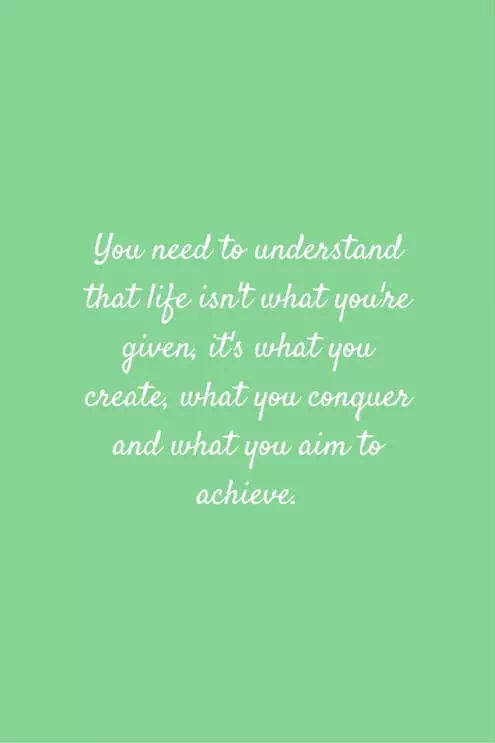 You need to understand
that life isn't what you're
given, it's what you
create, what you conquer
and what you aim to
achieve.